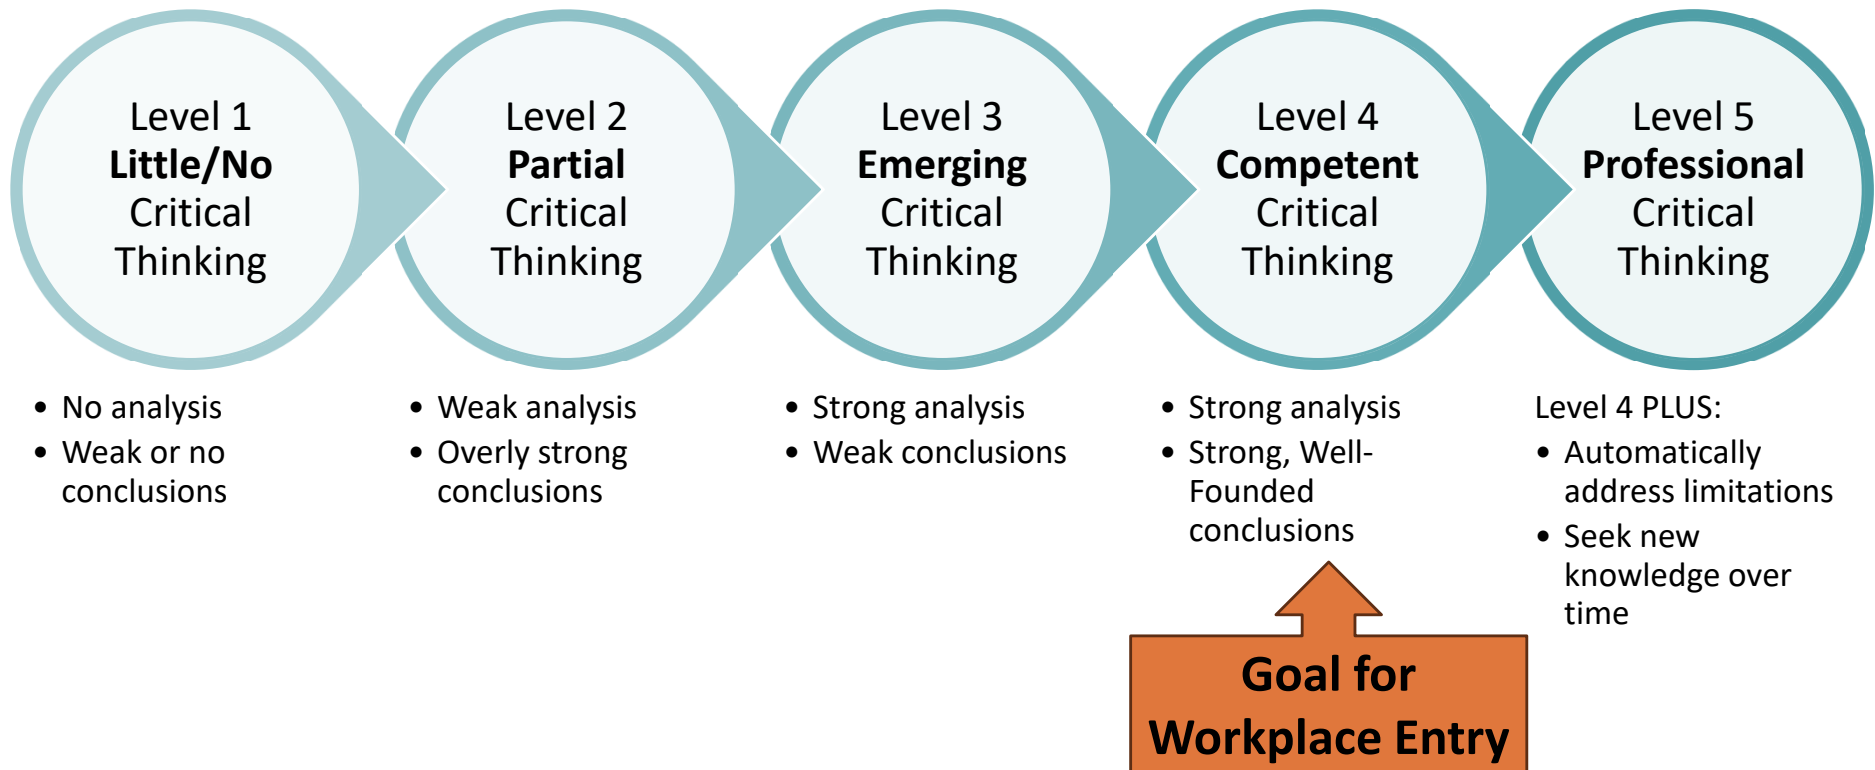 Level 1
Little/No
Critical
Thinking
• No analysis
• Weak or no
conclusions
Level 2
Partial
Critical
Thinking
• Weak analysis
• Overly strong
conclusions
Level 3
Emerging
Critical
Thinking
• Strong analysis
• Weak conclusions
Level 4
Competent
Critical
Thinking
• Strong analysis
• Strong, Well-
Founded
conclusions
Level 5
Professional
Critical
Thinking
Level 4 PLUS:
• Automatically
address limitations
• Seek new
knowledge over
time
Goal for
Workplace Entry